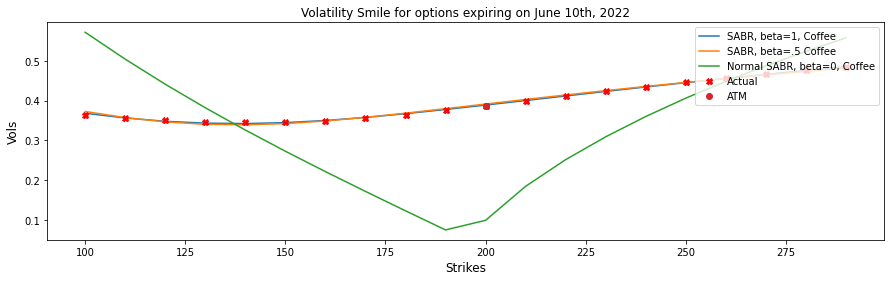 Volatility Smile for options expiring on June 10th, 2022
SABR, beta=1, Coffee
SABR, beta=.5 Coffee
Normal SABR, beta=0, Coffee
Actual
ATM
Vols
0.5
0.4
0.3
0.2
0.1
100 125 150 175 200 225 250 275
Strikes